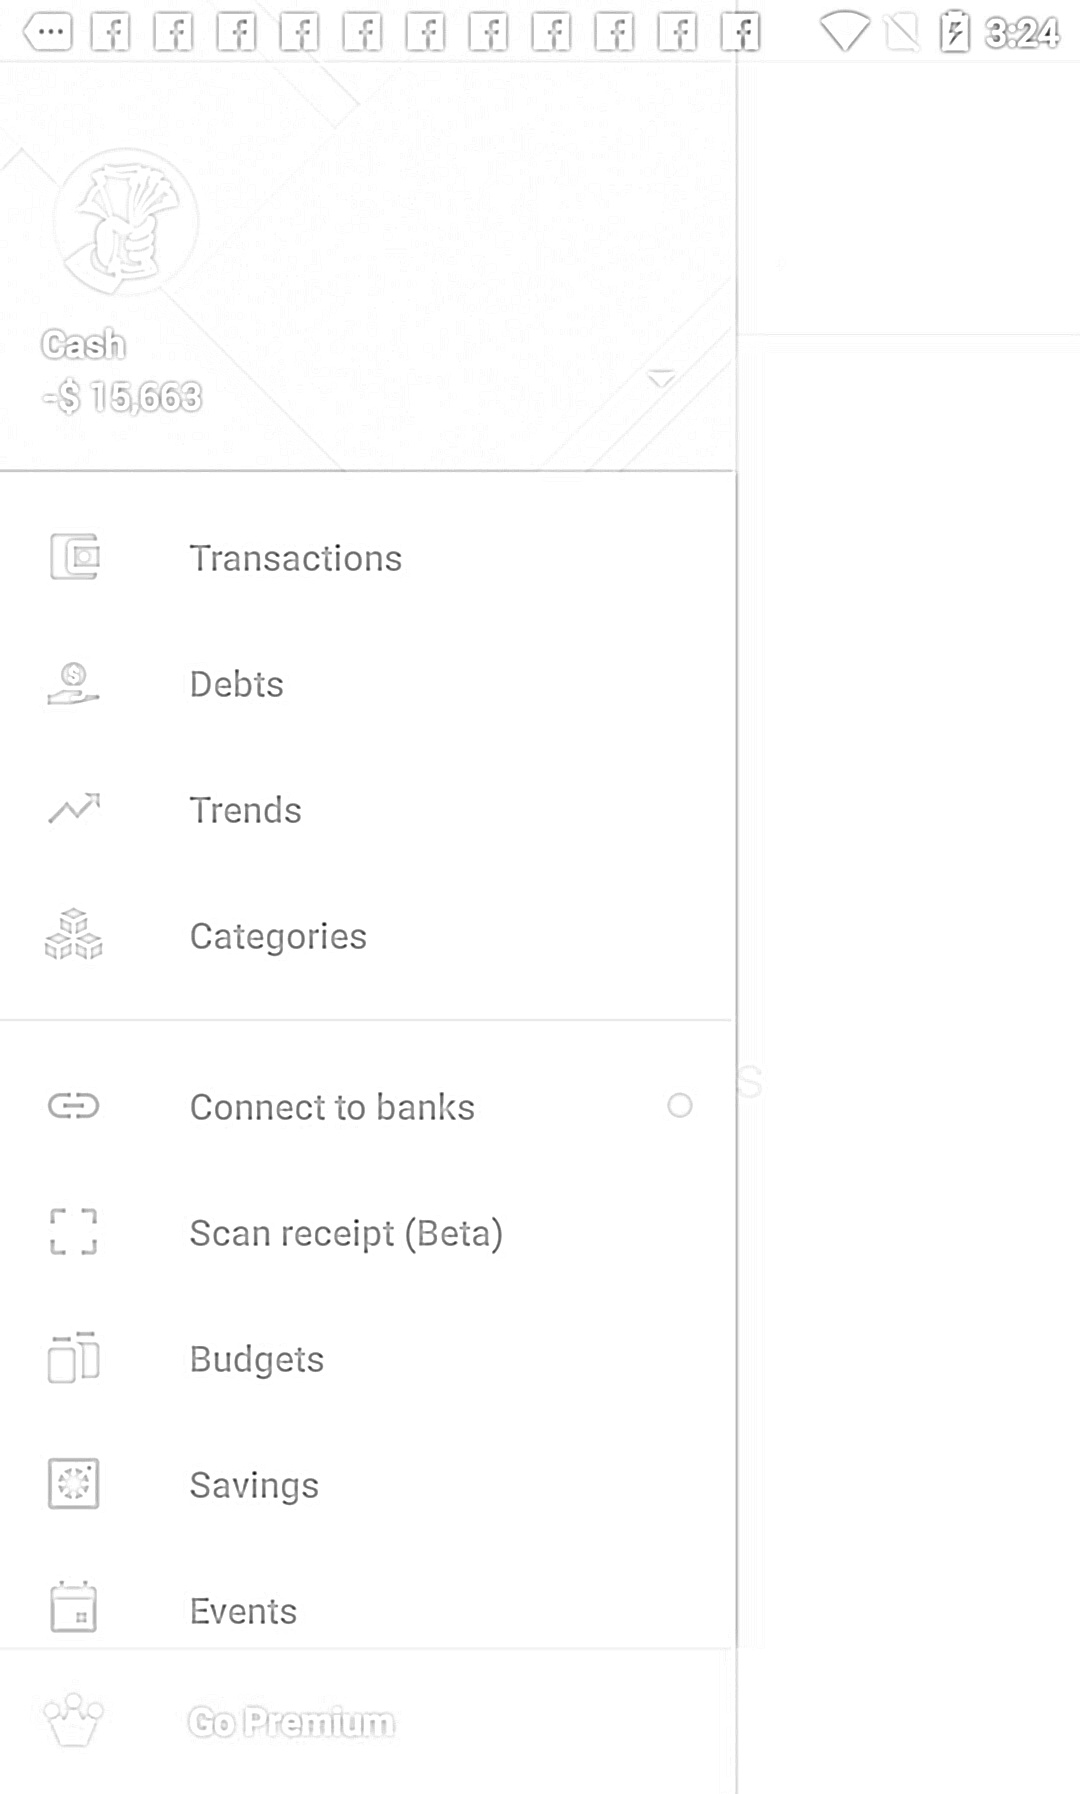 3:24
Cash
-$ 15,663
Transactions
Debts
Trends
Categories
Connect to banks
S
Scan receipt (Beta)
Budgets
Savings
Events
Go Premium